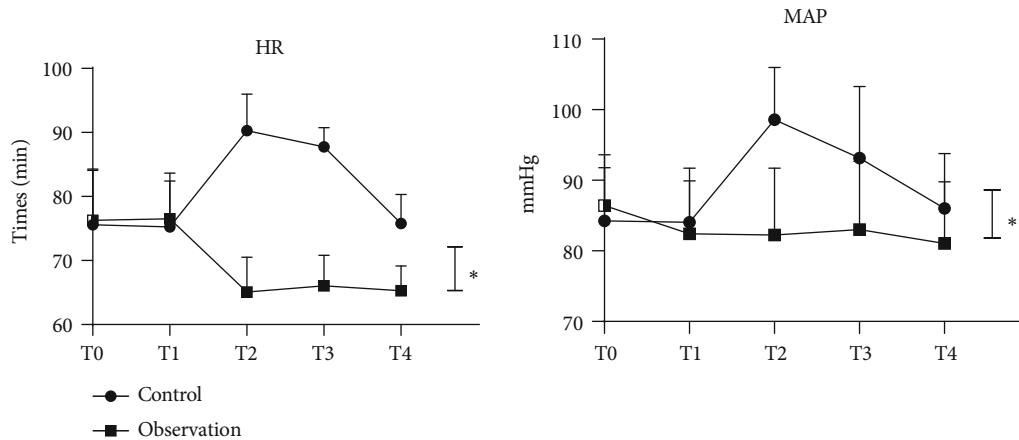 HR
100
90
80
70
60
Times (min)
T0 T1 T2 T3 T4
*
Control
Observation
MAP
110
100
90
80
70
mmHg
T0 T1 T2 T3 T4
*